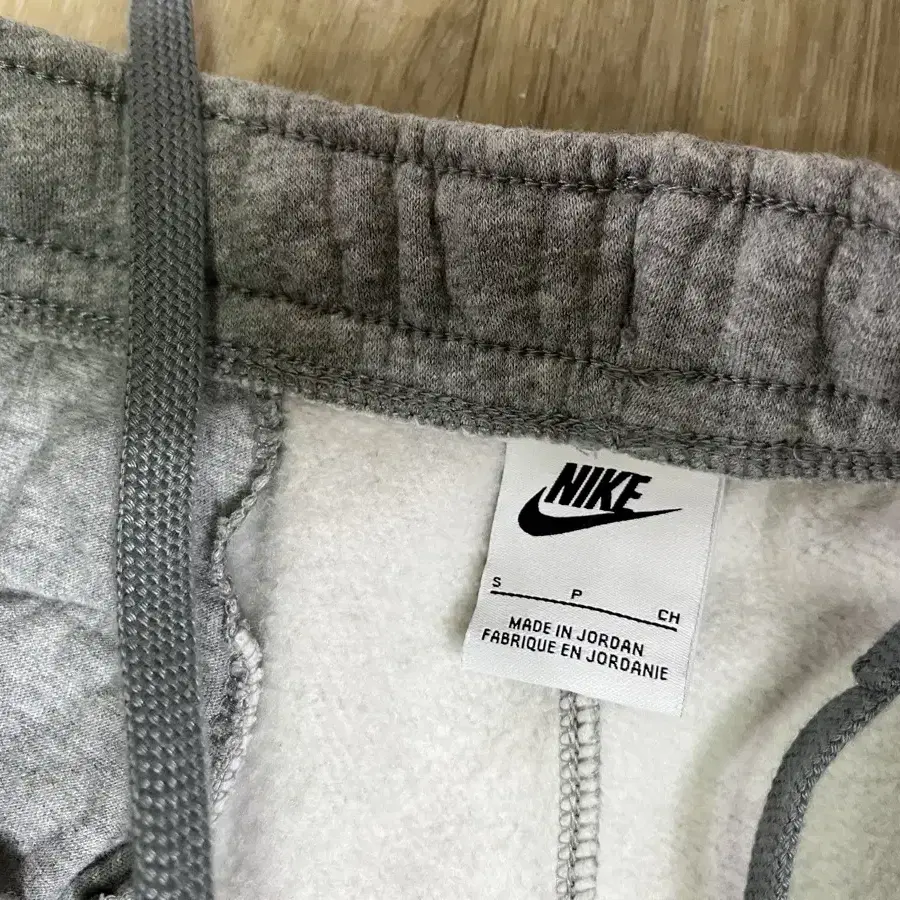 NIKE
S P CH
MADE IN JORDAN
FABRIQUE EN JORDANIE